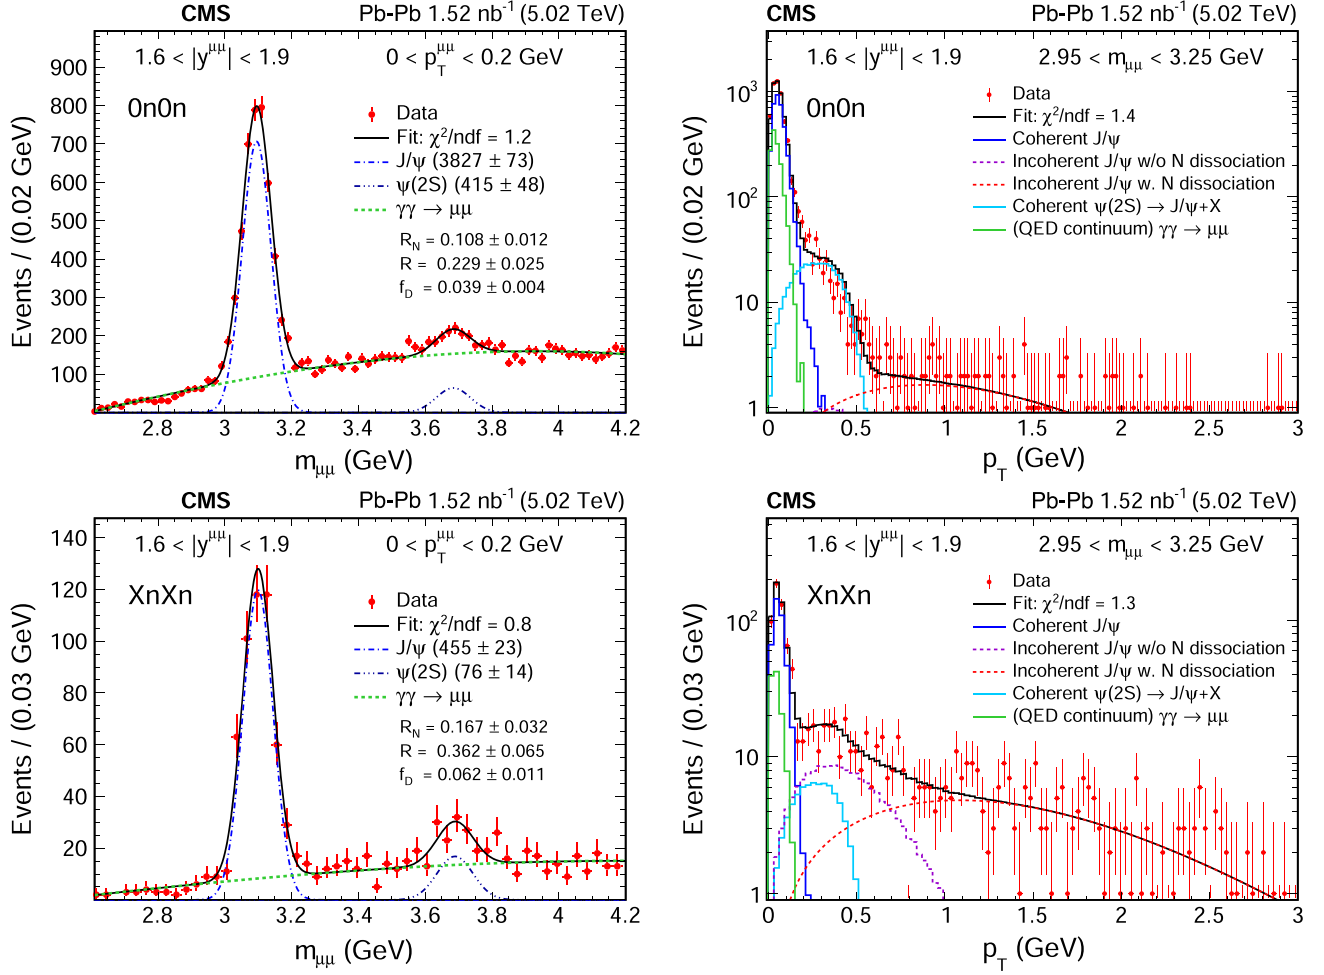 CMS Pb-Pb 1.52 nb⁻¹ (5.02 TeV)
1.6 < |y^μμ| < 1.9 0 < p_T^μμ < 0.2 GeV
0n0n
Data
Fit: χ²/ndf = 1.2
J/ψ (3827 ± 73)
ψ(2S) (415 ± 48)
γγ → μμ
R_N = 0.108 ± 0.012
R = 0.229 ± 0.025
f_D = 0.039 ± 0.004
Events / (0.02 GeV)
900
800
700
600
500
400
300
200
100
2.8 3 3.2 3.4 3.6 3.8 4 4.2
m_μμ (GeV)
CMS Pb-Pb 1.52 nb⁻¹ (5.02 TeV)
1.6 < |y^μμ| < 1.9 2.95 < m_μμ < 3.25 GeV
0n0n
Data
Fit: χ²/ndf = 1.4
Coherent J/ψ
Incoherent J/ψ w/o N dissociation
Incoherent J/ψ w. N dissociation
Coherent ψ(2S) → J/ψ+X
(QED continuum) γγ → μμ
Events / (0.02 GeV)
10³
10²
10
1
0 0.5 1 1.5 2 2.5 3
p_T (GeV)
CMS Pb-Pb 1.52 nb⁻¹ (5.02 TeV)
1.6 < |y^μμ| < 1.9 0 < p_T^μμ < 0.2 GeV
XnXn
Data
Fit: χ²/ndf = 0.8
J/ψ (455 ± 23)
ψ(2S) (76 ± 14)
γγ → μμ
R_N = 0.167 ± 0.032
R = 0.362 ± 0.065
f_D = 0.062 ± 0.011
Events / (0.03 GeV)
140
120
100
80
60
40
20
2.8 3 3.2 3.4 3.6 3.8 4 4.2
m_μμ (GeV)
CMS Pb-Pb 1.52 nb⁻¹ (5.02 TeV)
1.6 < |y^μμ| < 1.9 2.95 < m_μμ < 3.25 GeV
XnXn
Data
Fit: χ²/ndf = 1.3
Coherent J/ψ
Incoherent J/ψ w/o N dissociation
Incoherent J/ψ w. N dissociation
Coherent ψ(2S) → J/ψ+X
(QED continuum) γγ → μμ
Events / (0.03 GeV)
10²
10
1
0 0.5 1 1.5 2 2.5 3
p_T (GeV)